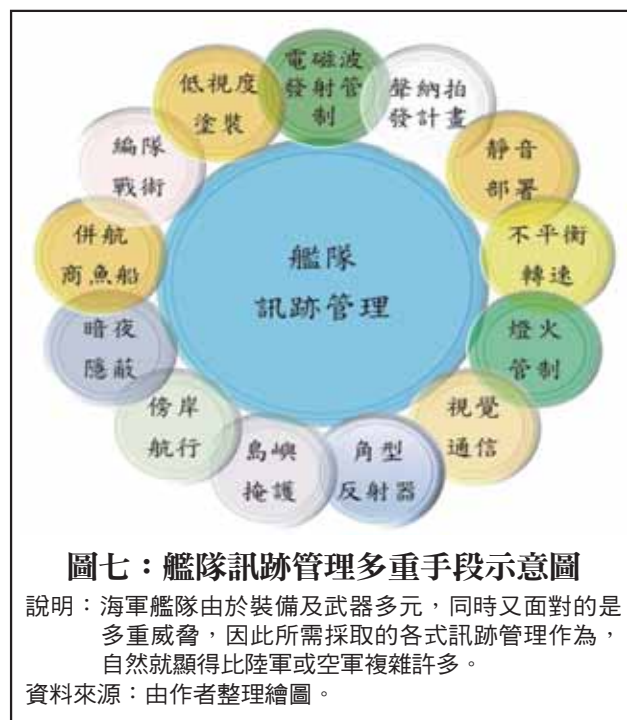 電磁波
發射管
制
聲納拍
發計畫
靜音
部署
不平衡
轉速
燈火
管制
視覺
通信
角型
反射器
島嶼
掩護
傍岸
航行
暗夜
隱蔽
併航
商魚船
編隊
戰術
低視度
塗裝
艦隊
訊跡管理
圖七：艦隊訊跡管理多重手段示意圖
說明：海軍艦隊由於裝備及武器多元，同時又面對的是
多重威脅，因此所需採取的各式訊跡管理作為，
自然就顯得比陸軍或空軍複雜許多。
資料來源：由作者整理繪圖。